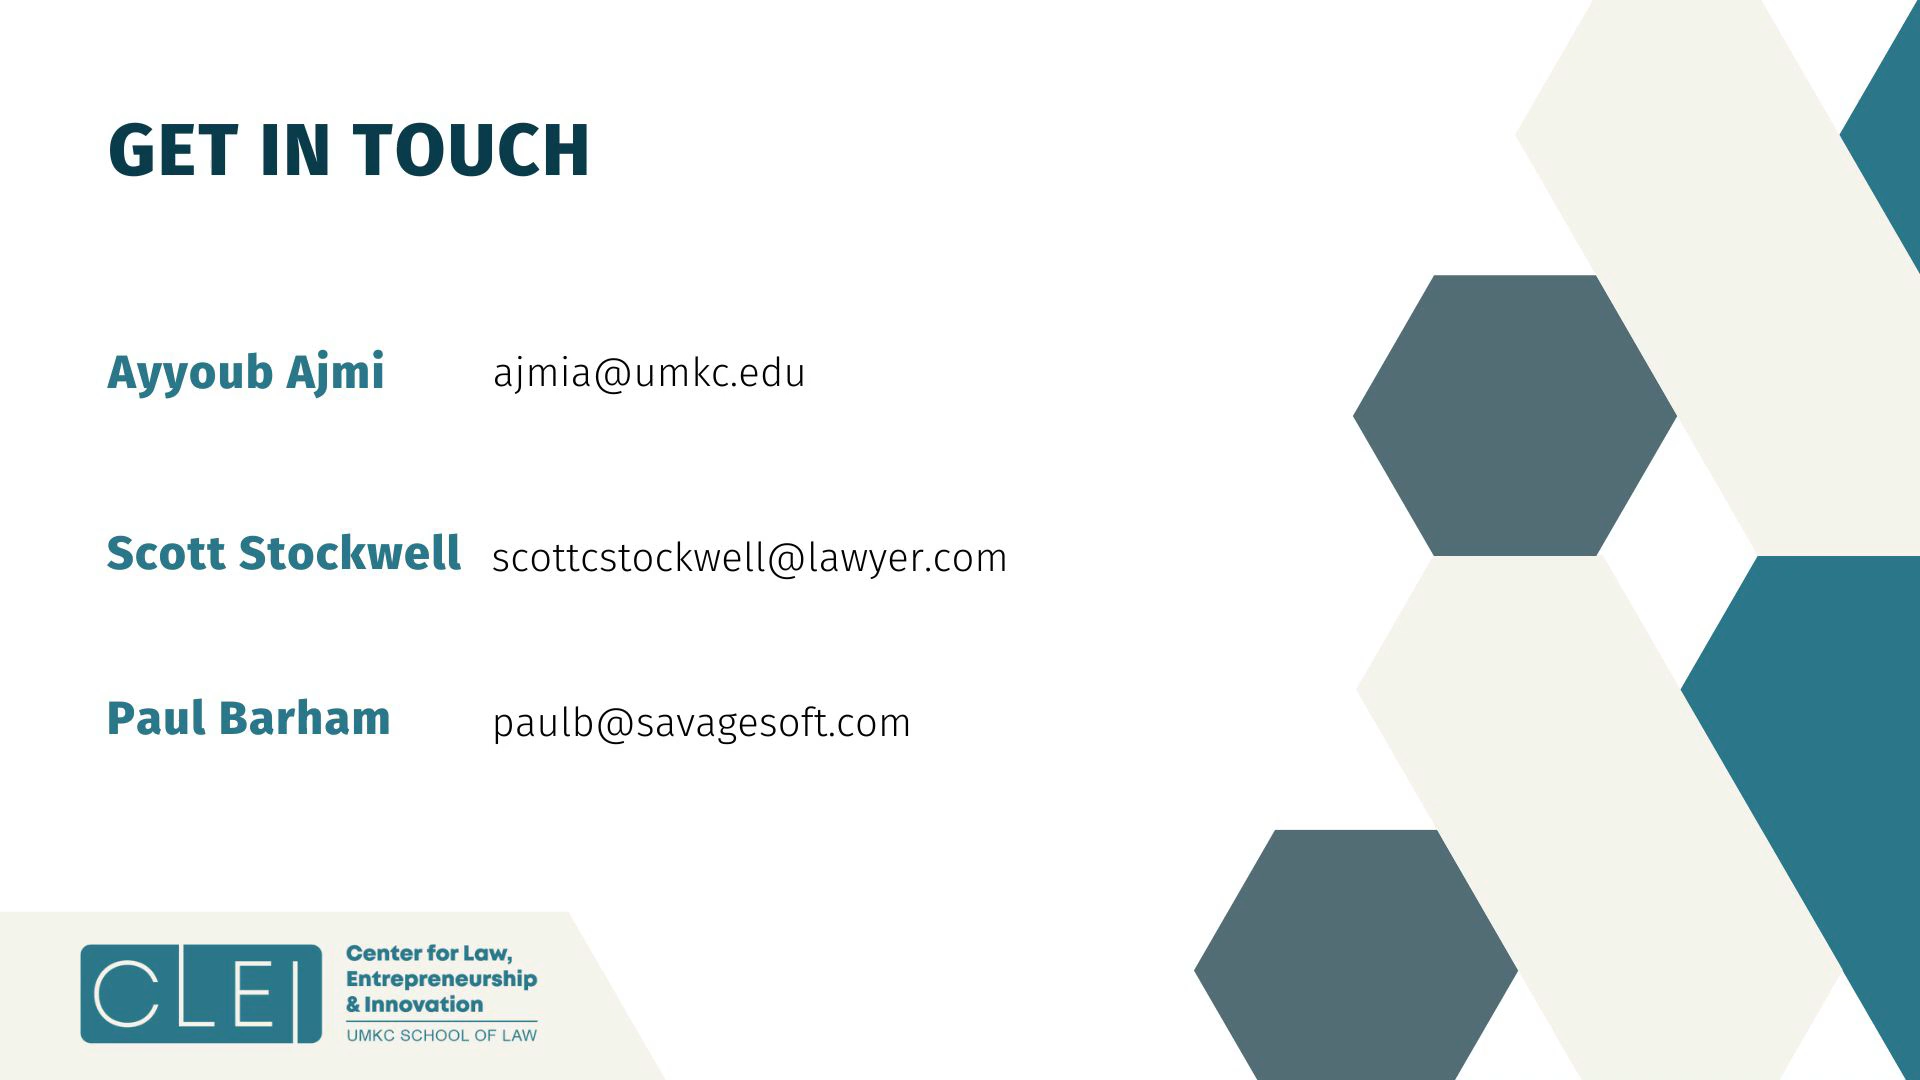 GET IN TOUCH
Ayyoub Ajmi ajmia@umkc.edu
Scott Stockwell scottcstockwell@lawyer.com
Paul Barham paulb@savagesoft.com
CLEI
Center for Law,
Entrepreneurship
& Innovation
UMKC SCHOOL OF LAW